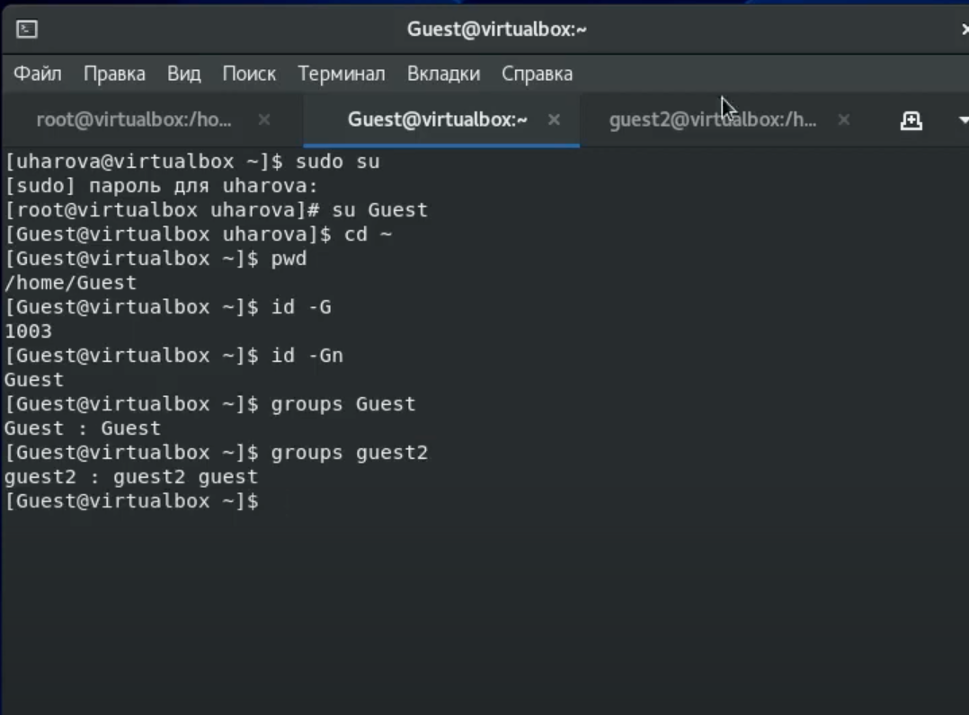 Guest@virtualbox:~
Файл Правка Вид Поиск Терминал Вкладки Справка
root@virtualbox:/ho... Guest@virtualbox:~ guest2@virtualbox:/h...
[uharova@virtualbox ~]$ sudo su
[sudo] пароль для uharova:
[root@virtualbox uharova]# su Guest
[Guest@virtualbox uharova]$ cd ~
[Guest@virtualbox ~]$ pwd
/home/Guest
[Guest@virtualbox ~]$ id -G
1003
[Guest@virtualbox ~]$ id -Gn
Guest
[Guest@virtualbox ~]$ groups Guest
Guest : Guest
[Guest@virtualbox ~]$ groups guest2
guest2 : guest2 guest
[Guest@virtualbox ~]$